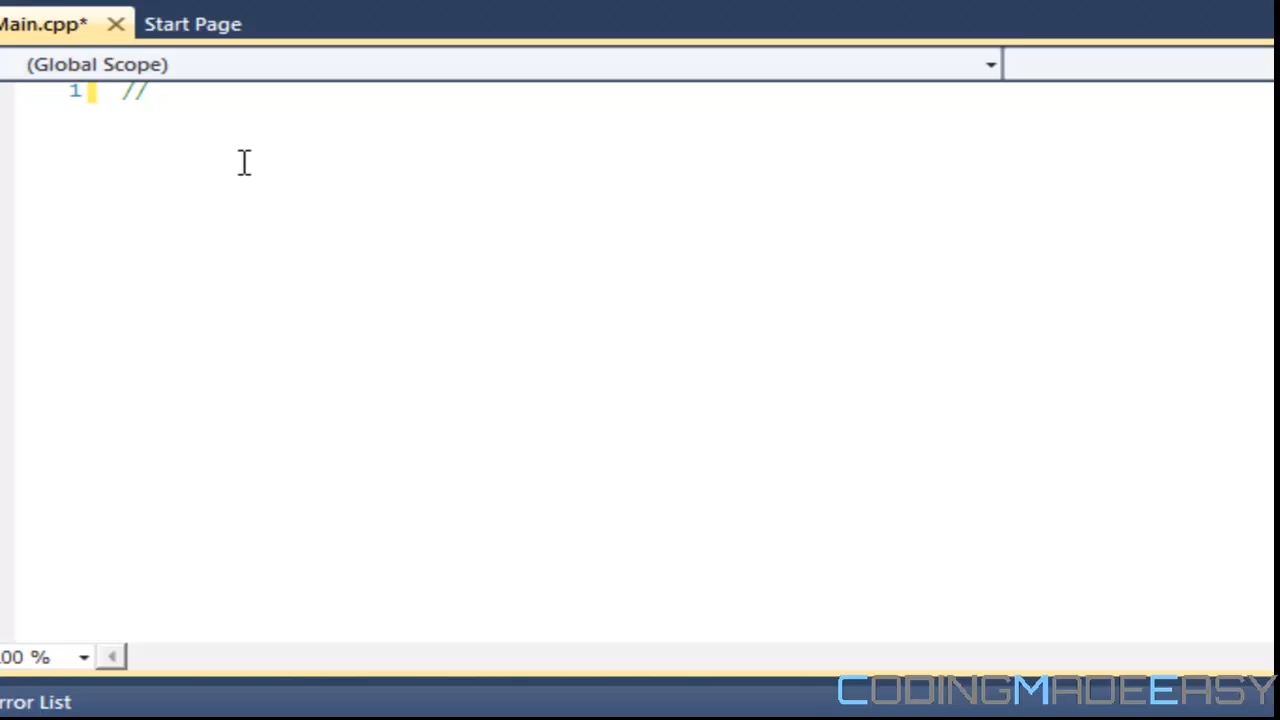 Main.cpp* Start Page
(Global Scope)
1 //
00 %
rror List
CODINGMADEEASY